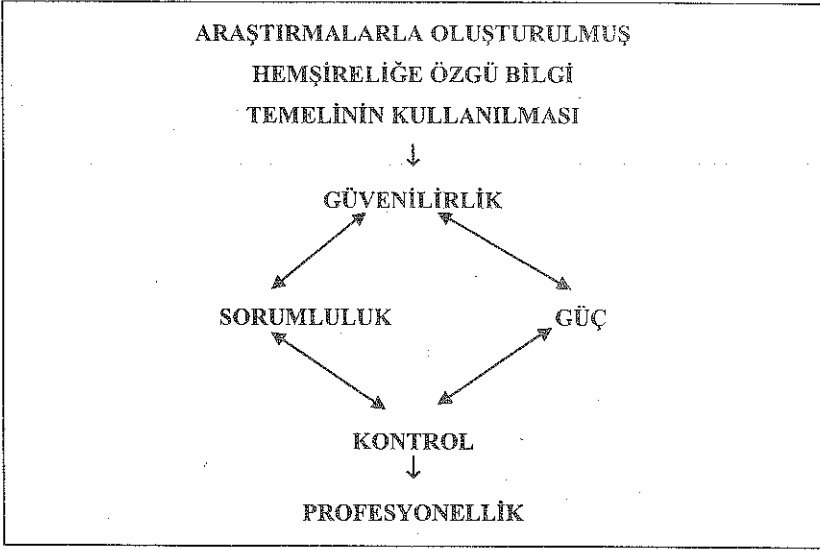 ARAŞTIRMALARLA OLUŞTURULMUŞ
HEMŞİRELİĞE ÖZGÜ BİLGİ
TEMELİNİN KULLANILMASI
GÜVENİLİRLİK
SORUMLULUK GÜÇ
KONTROL
PROFESYONELLİK